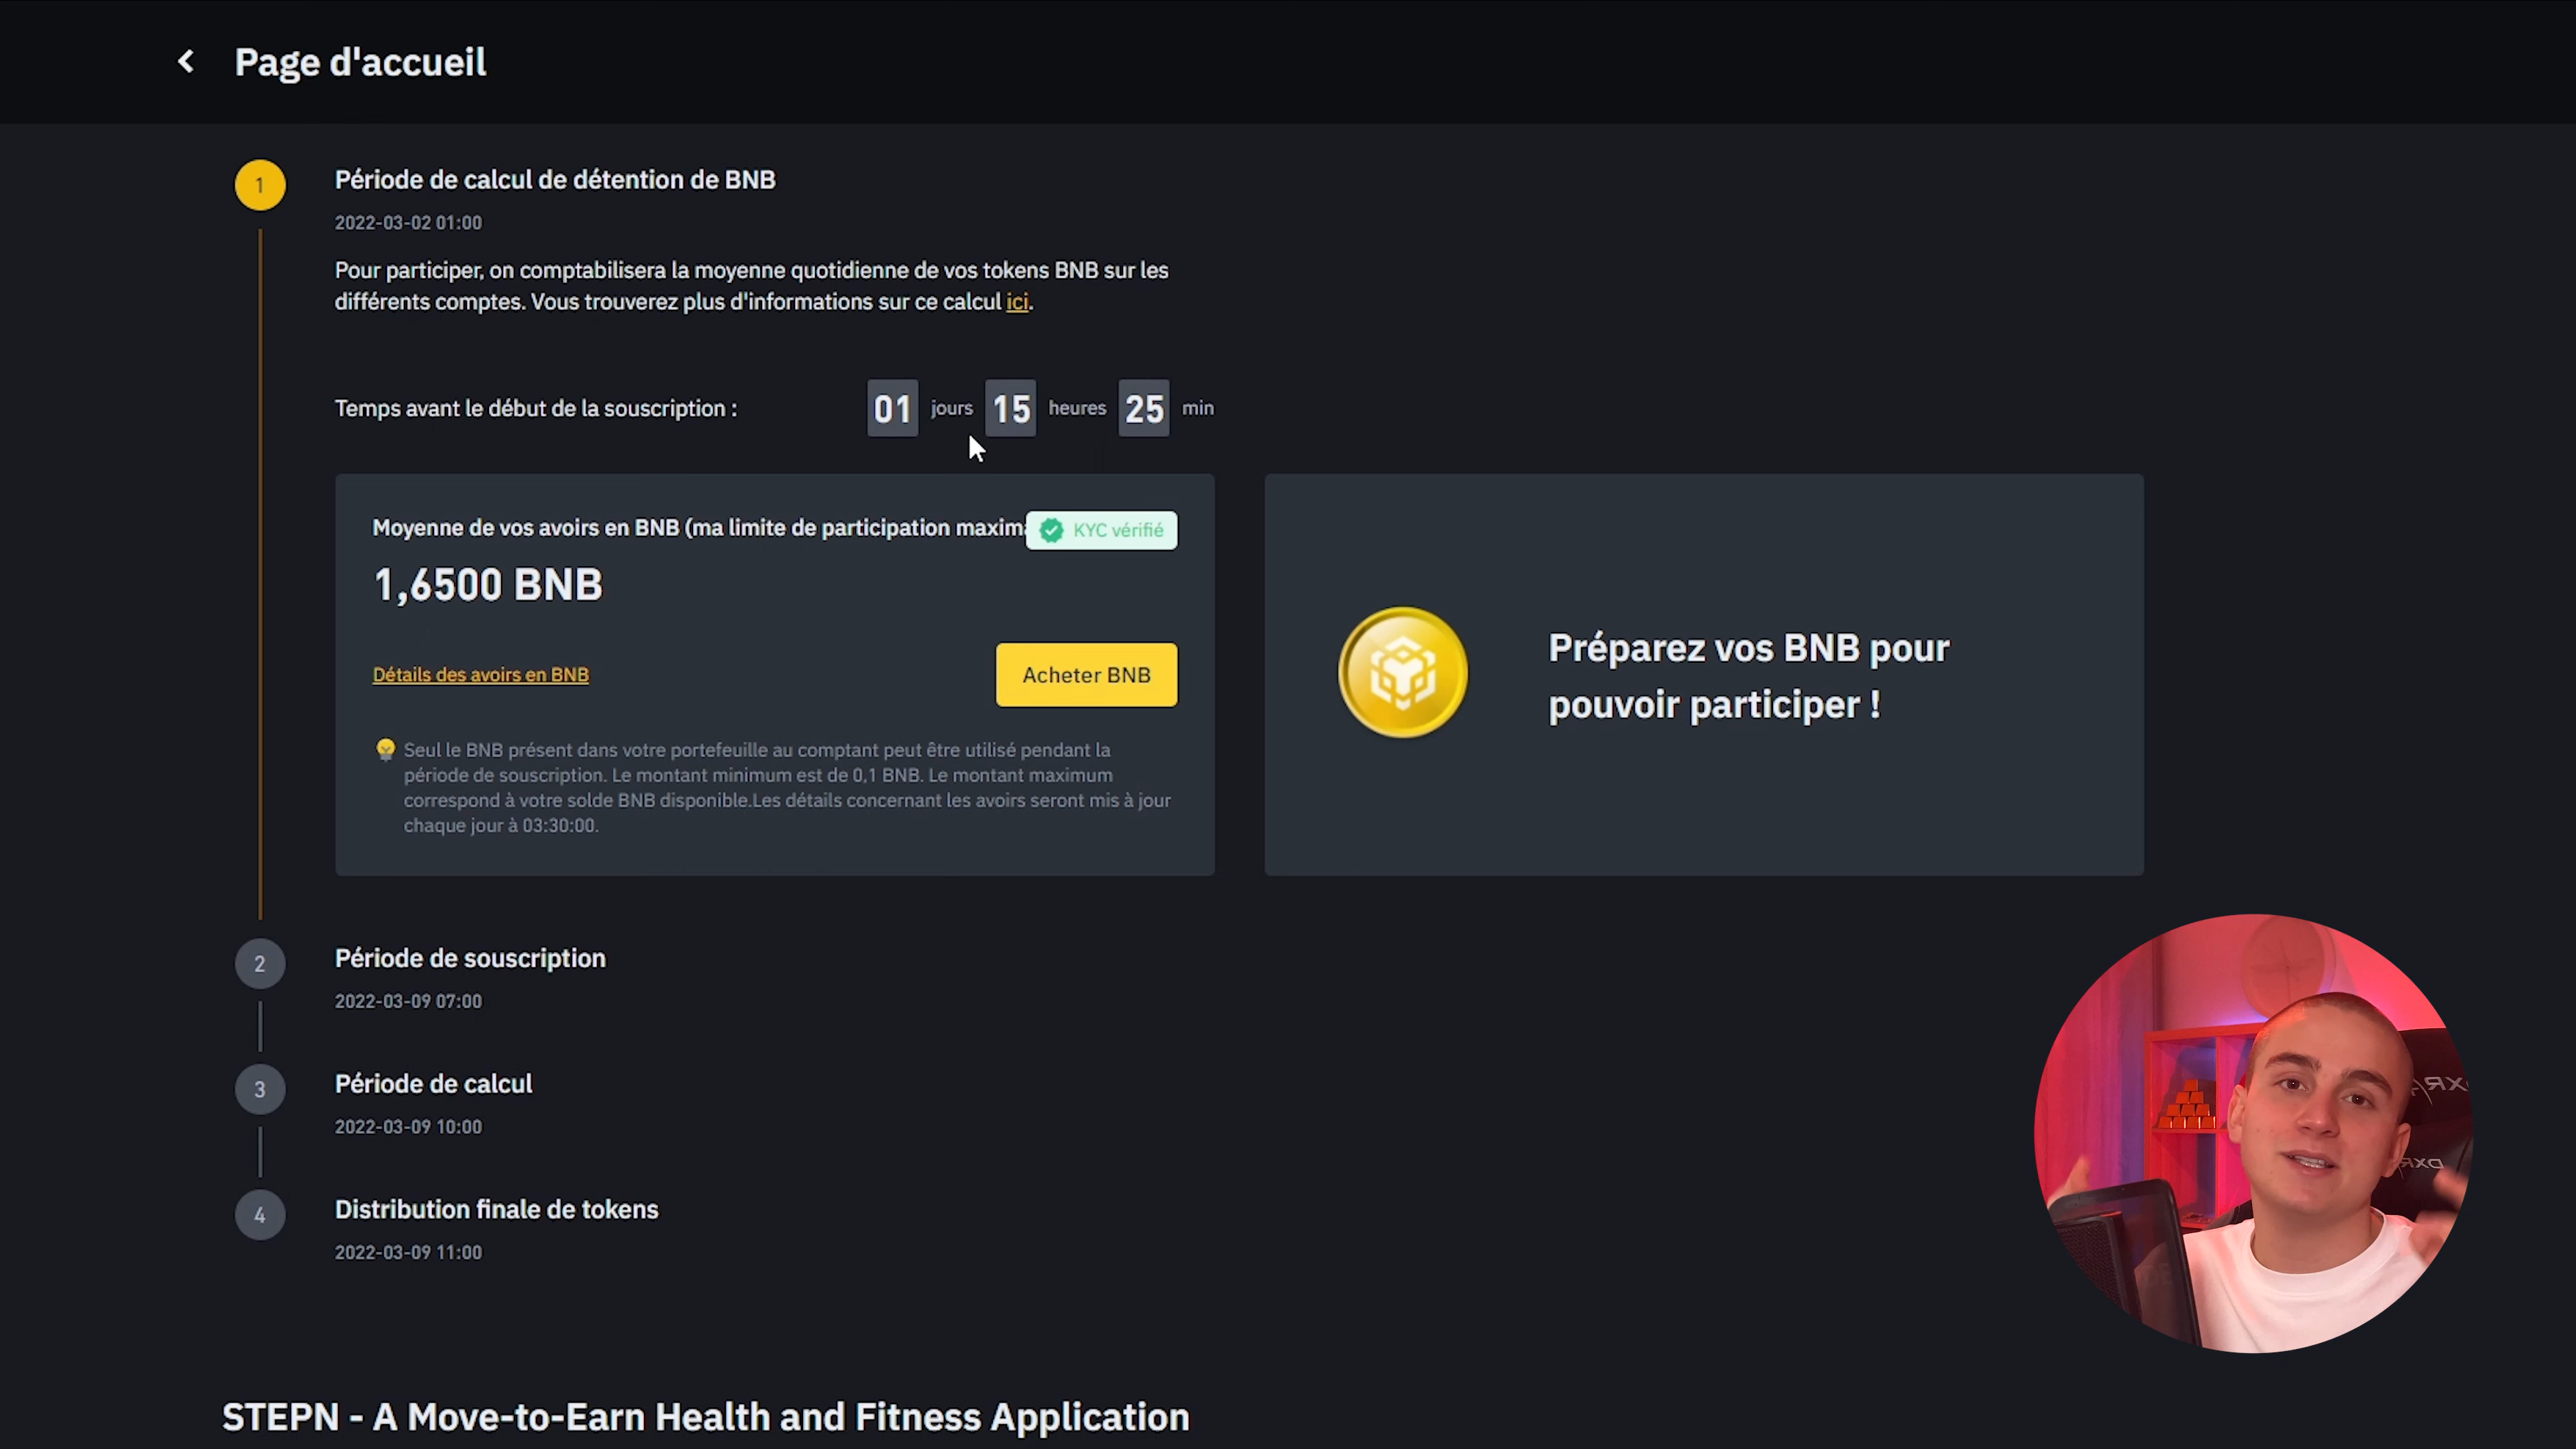 Page d'accueil
1
Période de calcul de détention de BNB
2022-03-02 01:00
Pour participer, on comptabilisera la moyenne quotidienne de vos tokens BNB sur les
différents comptes. Vous trouverez plus d'informations sur ce calcul ici.
Temps avant le début de la souscription : 01 jours 15 heures 25 min
Moyenne de vos avoirs en BNB (ma limite de participation maxima
KYC vérifié
1,6500 BNB
Détails des avoirs en BNB
Acheter BNB
Seul le BNB présent dans votre portefeuille au comptant peut être utilisé pendant la
période de souscription. Le montant minimum est de 0,1 BNB. Le montant maximum
correspond à votre solde BNB disponible.Les détails concernant les avoirs seront mis à jour
chaque jour à 03:30:00.
Préparez vos BNB pour
pouvoir participer !
2
Période de souscription
2022-03-09 07:00
3
Période de calcul
2022-03-09 10:00
4
Distribution finale de tokens
2022-03-09 11:00
STEPN - A Move-to-Earn Health and Fitness Application